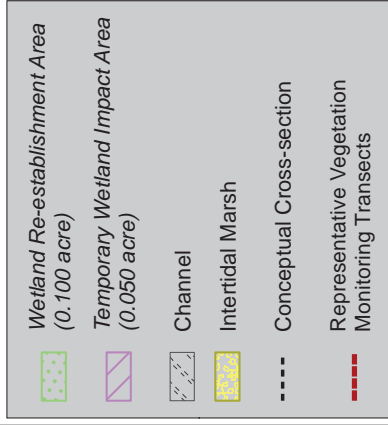 Wetland Re-establishment Area
(0.100 acre)
Temporary Wetland Impact Area
(0.050 acre)
Channel
Intertidal Marsh
Conceptual Cross-section
Representative Vegetation
Monitoring Transects